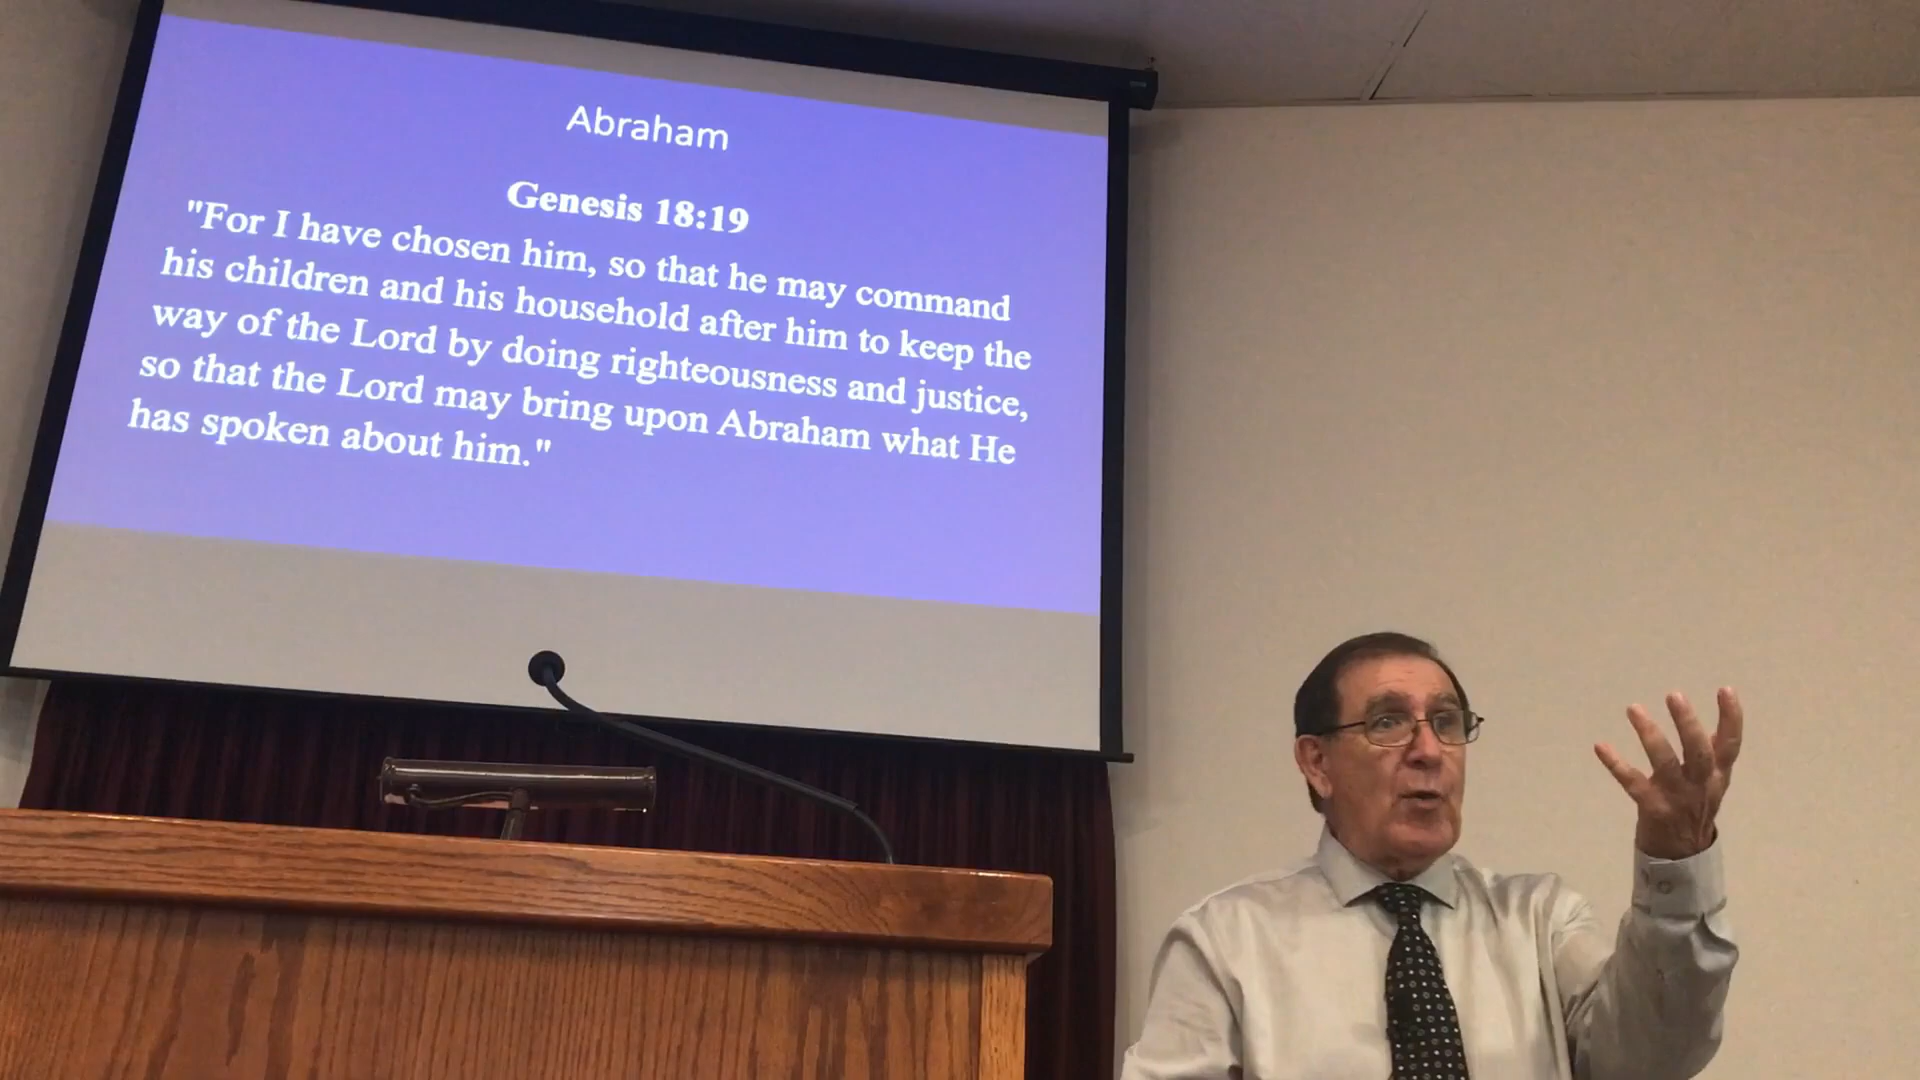 Abraham
Genesis 18:19
"For I have chosen him, so that he may command
his children and his household after him to keep the
way of the Lord by doing righteousness and justice,
so that the Lord may bring upon Abraham what He
has spoken about him."